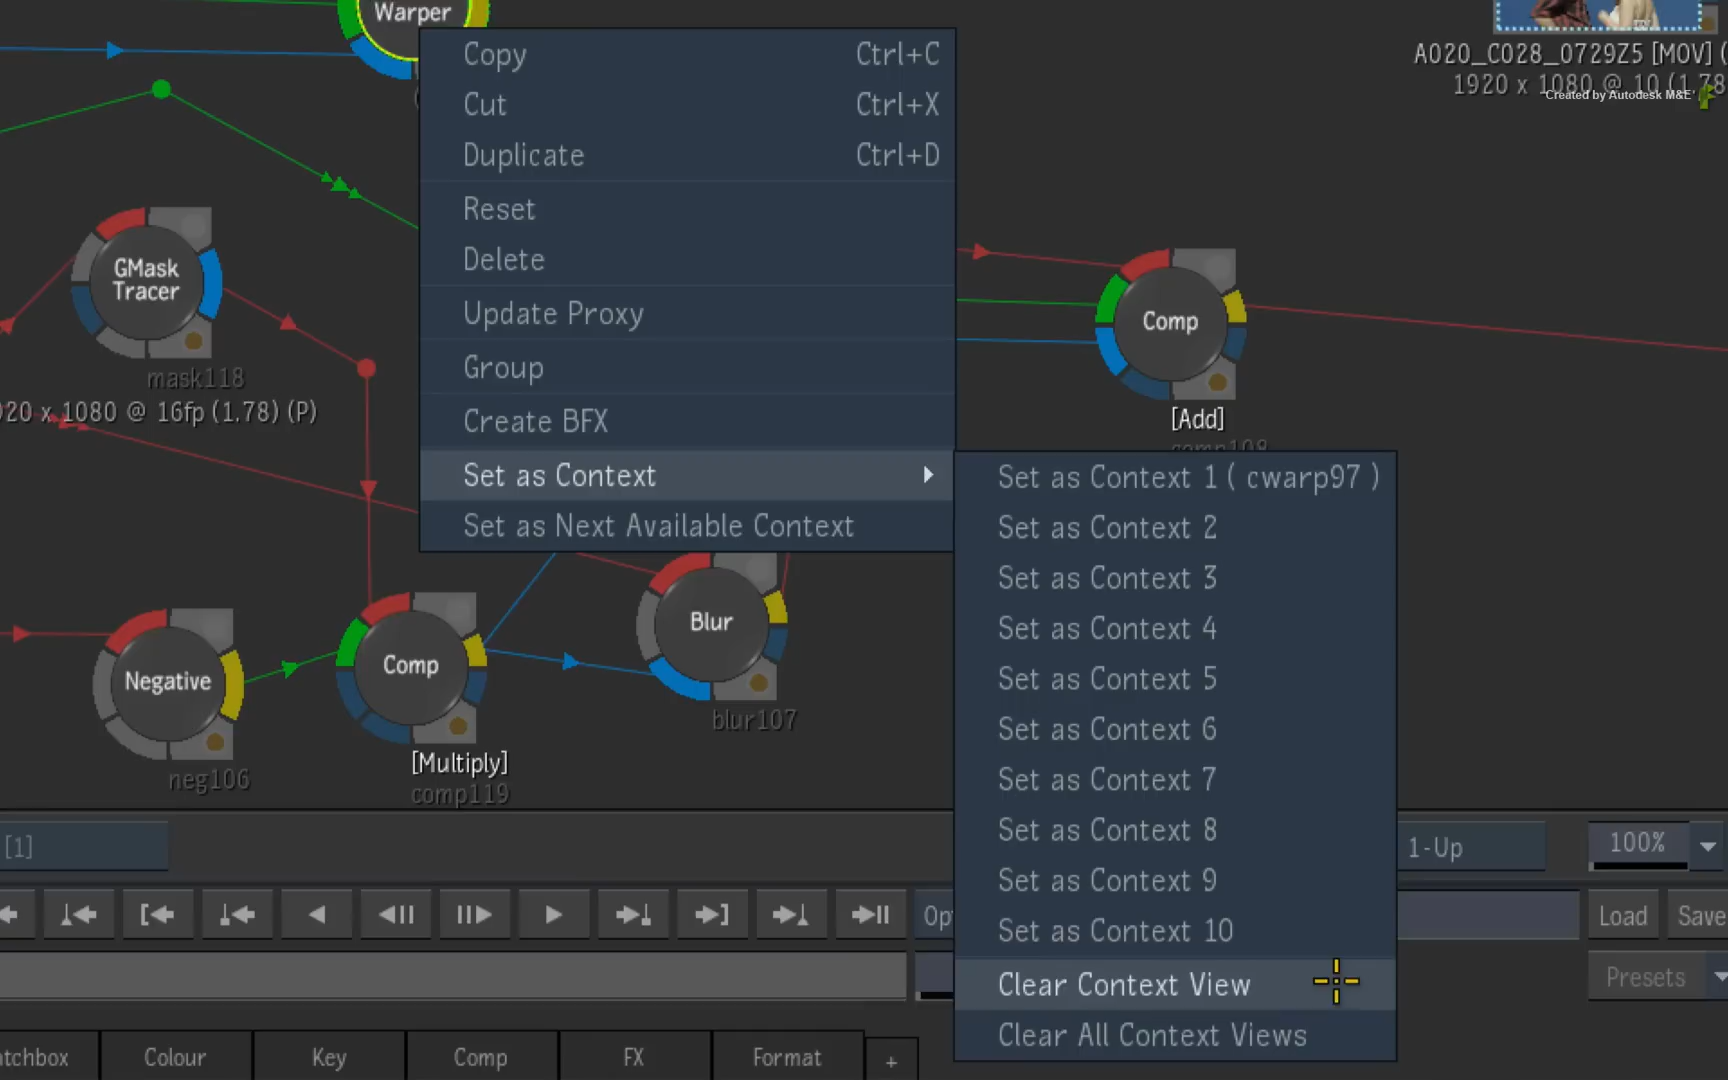 Warper
Copy Ctrl+C
Cut Ctrl+X
Duplicate Ctrl+D
Reset
Delete
Update Proxy
Group
Create BFX
Set as Context
Set as Next Available Context
Set as Context 1 ( cwarp97 )
Set as Context 2
Set as Context 3
Set as Context 4
Set as Context 5
Set as Context 6
Set as Context 7
Set as Context 8
Set as Context 9
Set as Context 10
Clear Context View
Clear All Context Views
A020_C028_0729Z5 [MOV] (
1920 x 1080 @ 10 (1.78
Created by Autodesk M&E
GMask
Tracer
mask118
20 x 1080 @ 16fp (1.78) (P)
Comp
[Add]
comp108
Negative
neg106
Comp
[Multiply]
comp119
Blur
blur107
[1]
1-Up
100%
Op
Load
Save
Presets
tchbox
Colour
Key
Comp
FX
Format
+